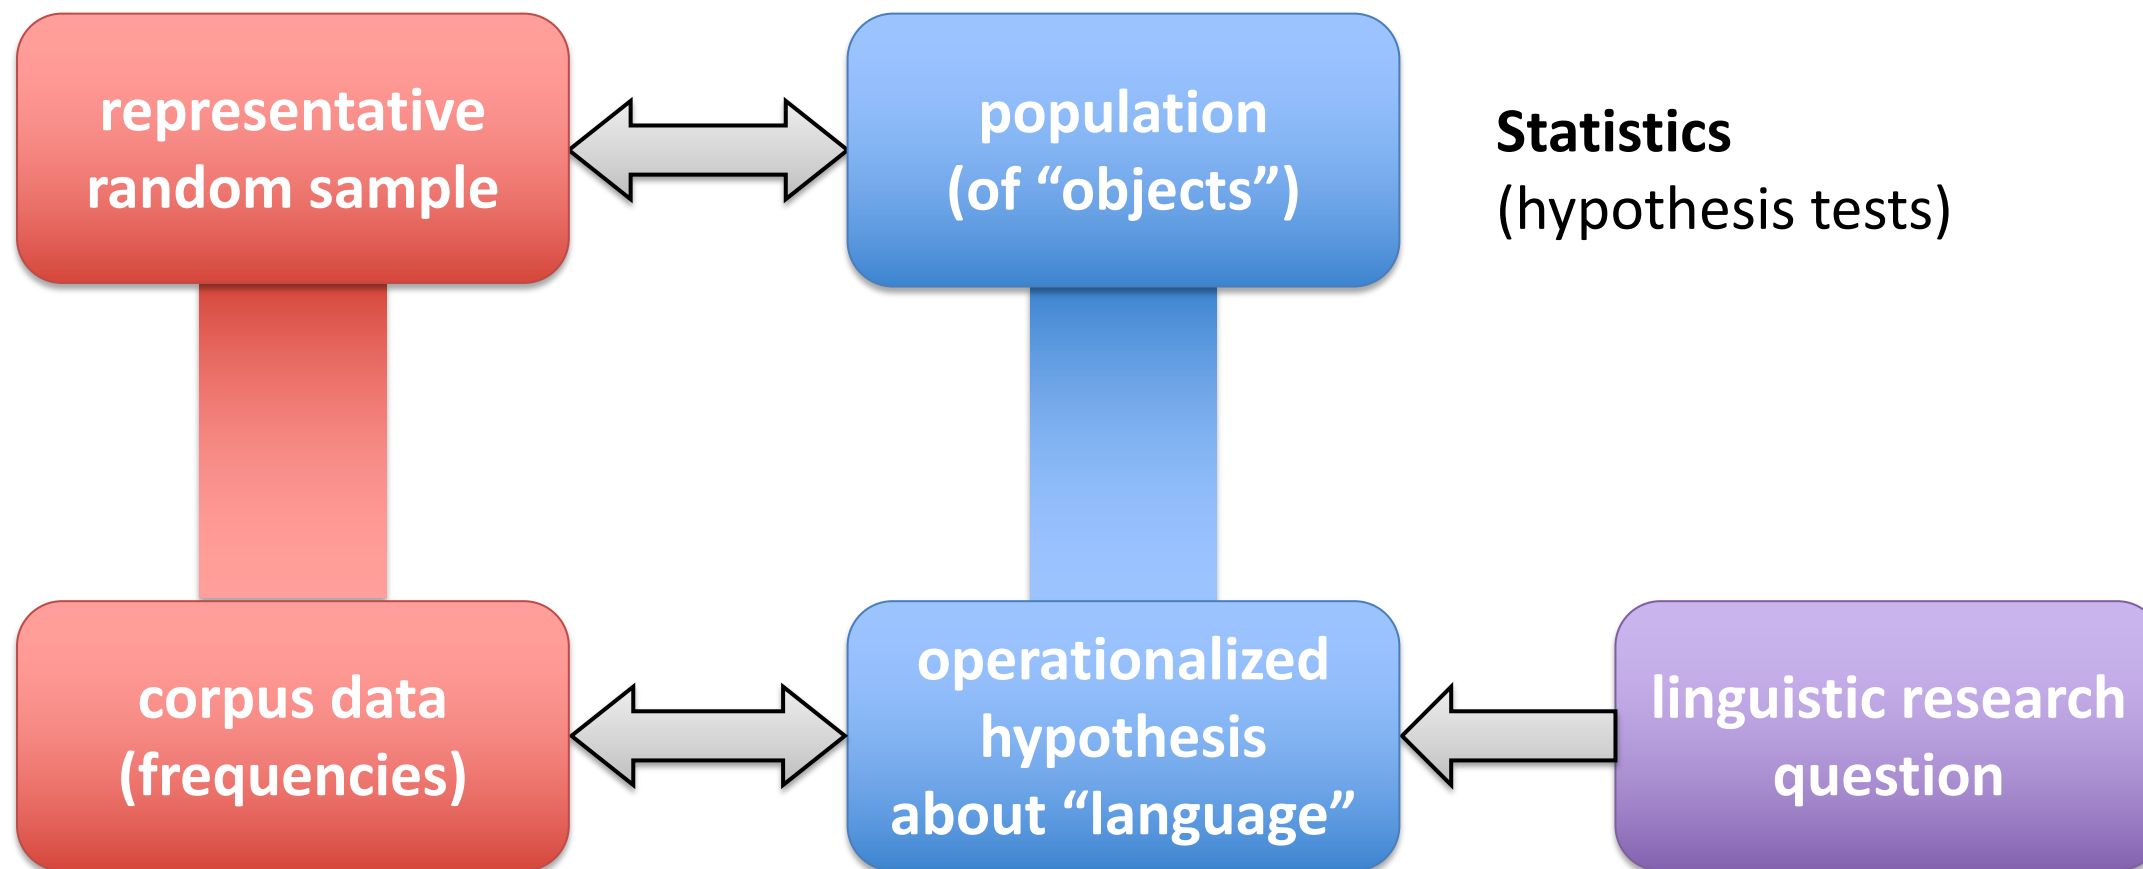 representative
random sample
population
(of “objects”)
Statistics
(hypothesis tests)
corpus data
(frequencies)
operationalized
hypothesis
about “language”
linguistic research
question